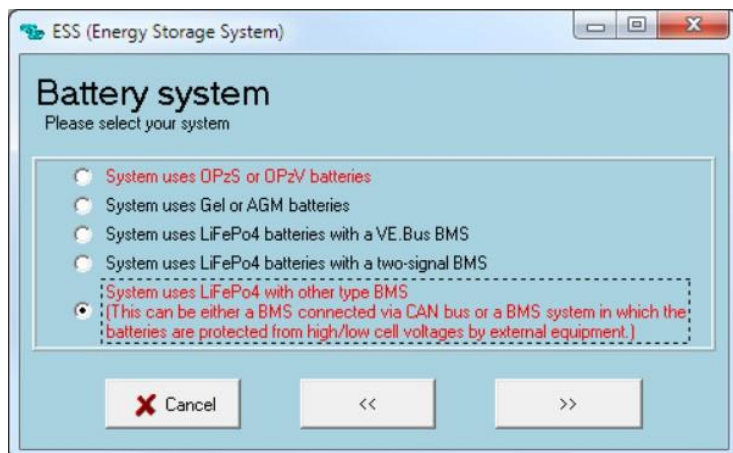 ESS (Energy Storage System)
Battery system
Please select your system
System uses OPzS or OPzV batteries
System uses Gel or AGM batteries
System uses LiFePo4 batteries with a VE.Bus BMS
System uses LiFePo4 batteries with a two-signal BMS
System uses LiFePo4 with other type BMS
(This can be either a BMS connected via CAN bus or a BMS system in which the
batteries are protected from high/low cell voltages by external equipment.)
Cancel
<<
>>